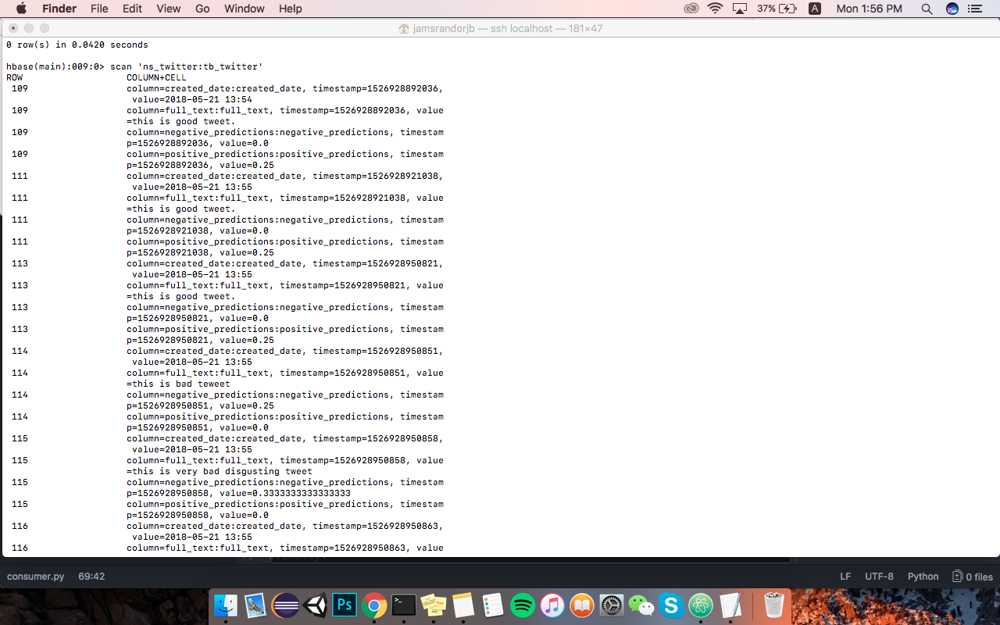 Finder File Edit View Go Window Help 37% A Mon 1:56 PM
jamsrandorjb — ssh localhost — 181×47
0 row(s) in 0.0420 seconds
hbase(main):009:0> scan 'ns_twitter:tb_twitter'
ROW COLUMN+CELL
109 column=created_date:created_date, timestamp=1526928892036,
value=2018-05-21 13:54
109 column=full_text:full_text, timestamp=1526928892036, value
=this is good tweet.
109 column=negative_predictions:negative_predictions, timestam
p=1526928892036, value=0.0
109 column=positive_predictions:positive_predictions, timestam
p=1526928892036, value=0.25
111 column=created_date:created_date, timestamp=1526928921038,
value=2018-05-21 13:55
111 column=full_text:full_text, timestamp=1526928921038, value
=this is good tweet.
111 column=negative_predictions:negative_predictions, timestam
p=1526928921038, value=0.0
111 column=positive_predictions:positive_predictions, timestam
p=1526928921038, value=0.25
113 column=created_date:created_date, timestamp=1526928950821,
value=2018-05-21 13:55
113 column=full_text:full_text, timestamp=1526928950821, value
=this is good tweet.
113 column=negative_predictions:negative_predictions, timestam
p=1526928950821, value=0.0
113 column=positive_predictions:positive_predictions, timestam
p=1526928950821, value=0.25
114 column=created_date:created_date, timestamp=1526928950851,
value=2018-05-21 13:55
114 column=full_text:full_text, timestamp=1526928950851, value
=this is bad teweet
114 column=negative_predictions:negative_predictions, timestam
p=1526928950851, value=0.25
114 column=positive_predictions:positive_predictions, timestam
p=1526928950851, value=0.0
115 column=created_date:created_date, timestamp=1526928950858,
value=2018-05-21 13:55
115 column=full_text:full_text, timestamp=1526928950858, value
=this is very bad disgusting tweet
115 column=negative_predictions:negative_predictions, timestam
p=1526928950858, value=0.3333333333333333
115 column=positive_predictions:positive_predictions, timestam
p=1526928950858, value=0.0
116 column=created_date:created_date, timestamp=1526928950863,
value=2018-05-21 13:55
116 column=full_text:full_text, timestamp=1526928950863, value
consumer.py 69:42 LF UTF-8 Python 0 files
Ps